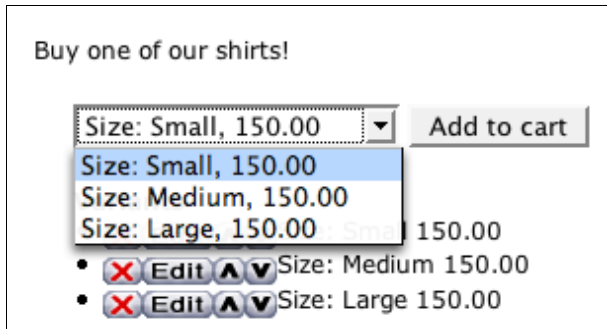 Buy one of our shirts!
Size: Small, 150.00 Add to cart
Size: Small, 150.00
Size: Medium, 150.00
Size: Large, 150.00
Small 150.00
Edit Size: Medium 150.00
Edit Size: Large 150.00